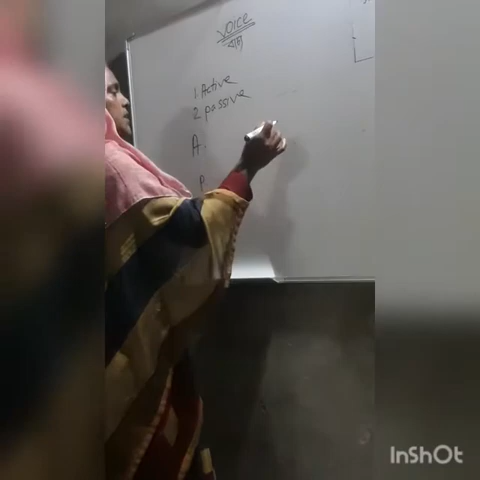 VOICE
বাচ্য
1. Active
2 passive
A.
P
InShOt